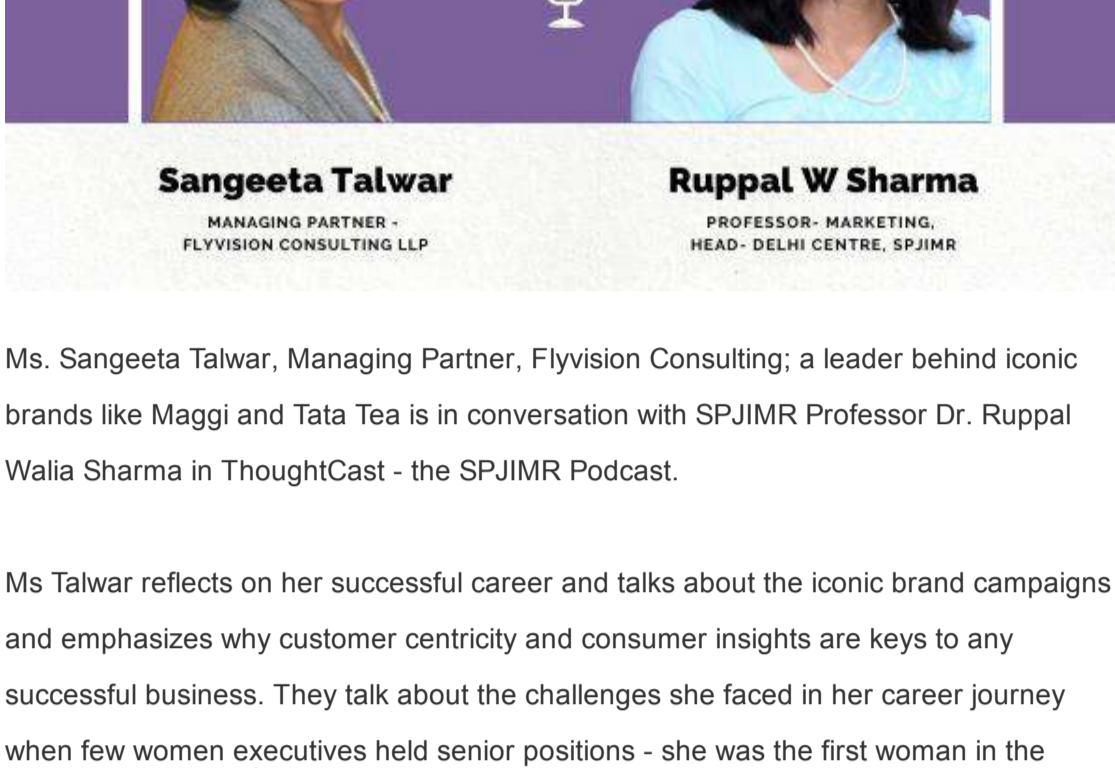 Sangeeta Talwar
MANAGING PARTNER -
FLYVISION CONSULTING LLP
Ruppal W Sharma
PROFESSOR- MARKETING,
HEAD- DELHI CENTRE, SPJIMR
Ms. Sangeeta Talwar, Managing Partner, Flyvision Consulting; a leader behind iconic
brands like Maggi and Tata Tea is in conversation with SPJIMR Professor Dr. Ruppal
Walia Sharma in ThoughtCast - the SPJIMR Podcast.
Ms Talwar reflects on her successful career and talks about the iconic brand campaigns
and emphasizes why customer centricity and consumer insights are keys to any
successful business. They talk about the challenges she faced in her career journey
when few women executives held senior positions - she was the first woman in the